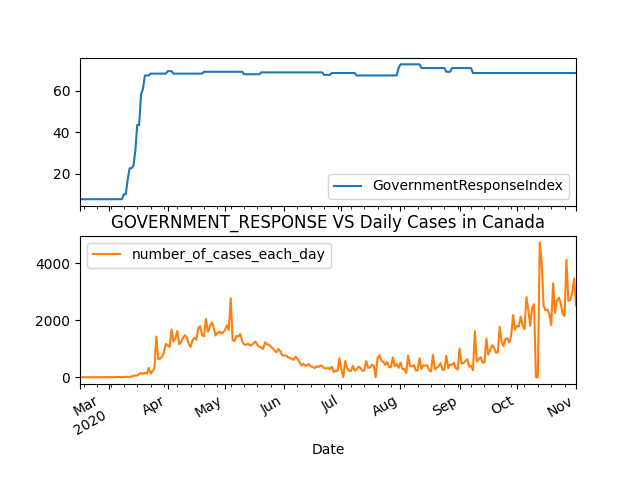 60
40
20
GovernmentResponseIndex
GOVERNMENT_RESPONSE VS Daily Cases in Canada
number_of_cases_each_day
4000
2000
0
Mar
2020
Apr
May
Jun
Jul
Aug
Sep
Oct
Nov
Date